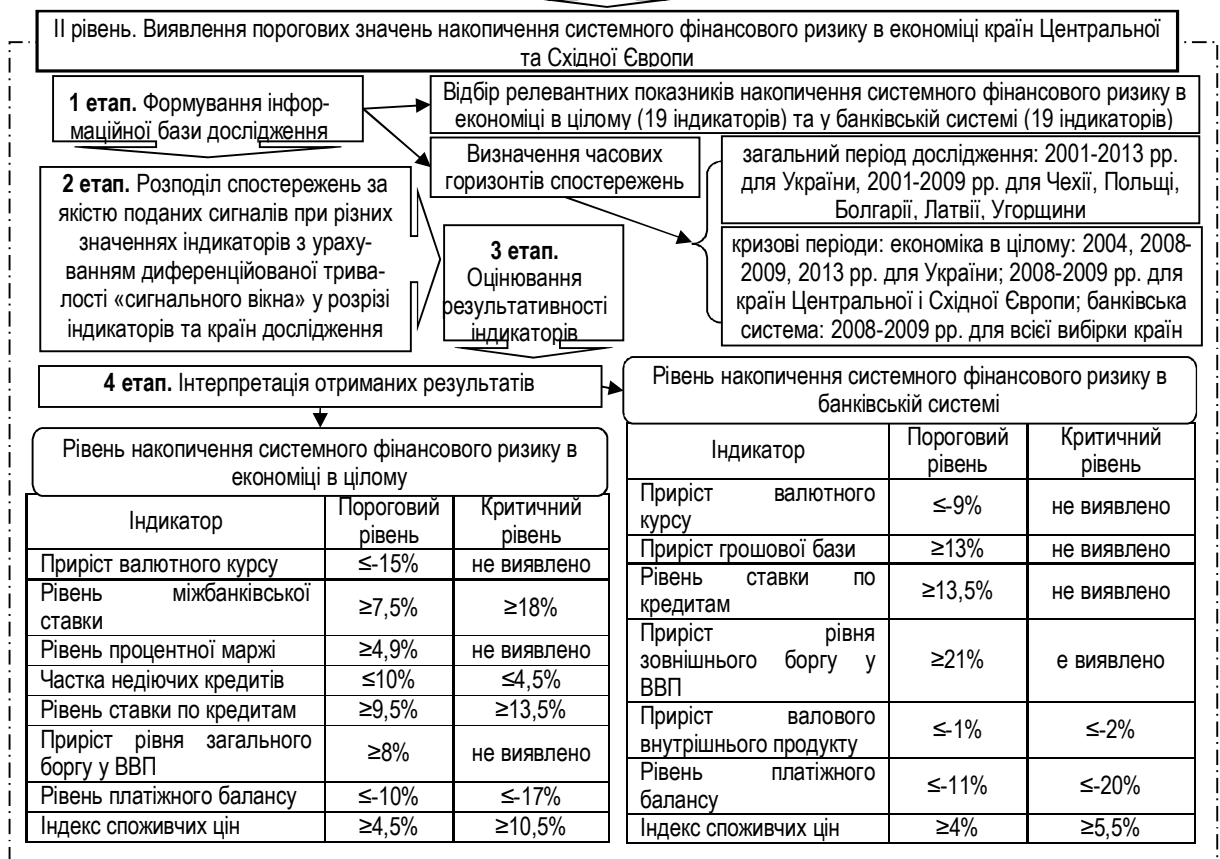 ІІ рівень. Виявлення порогових значень накопичення системного фінансового ризику в економіці країн Центральної
та Східної Європи
1 етап. Формування інфор-
маційної бази дослідження
Відбір релевантних показників накопичення системного фінансового ризику в
економіці в цілому (19 індикаторів) та у банківській системі (19 індикаторів)
Визначення часових
горизонтів спостережень
загальний період дослідження: 2001-2013 рр.
для України, 2001-2009 рр. для Чехії, Польщі,
Болгарії, Латвії, Угорщини
2 етап. Розподіл спостережень за
якістю поданих сигналів при різних
значеннях індикаторів з ураху-
ванням диференційованої трива-
лості «сигнального вікна» у розрізі
індикаторів та країн дослідження
3 етап.
Оцінювання
результативності
індикаторів
кризові періоди: економіка в цілому: 2004, 2008-
2009, 2013 рр. для України; 2008-2009 рр. для
країн Центральної і Східної Європи; банківська
система: 2008-2009 рр. для всієї вибірки країн
4 етап. Інтерпретація отриманих результатів
Рівень накопичення системного фінансового ризику в
економіці в цілому
Індикатор Пороговий рівень Критичний рівень
Приріст валютного курсу ≤-15% не виявлено
Рівень міжбанківської
ставки ≥7,5% ≥18%
Рівень процентної маржі ≥4,9% не виявлено
Частка недіючих кредитів ≤10% ≤4,5%
Рівень ставки по кредитам ≥9,5% ≥13,5%
Приріст рівня загального
боргу у ВВП ≥8% не виявлено
Рівень платіжного балансу ≤-10% ≤-17%
Індекс споживчих цін ≥4,5% ≥10,5%
Рівень накопичення системного фінансового ризику в
банківській системі
Індикатор Пороговий рівень Критичний рівень
Приріст валютного
курсу ≤-9% не виявлено
Приріст грошової бази ≥13% не виявлено
Рівень ставки по
кредитам ≥13,5% не виявлено
Приріст рівня
зовнішнього боргу у
ВВП ≥21% е виявлено
Приріст валового
внутрішнього продукту ≤-1% ≤-2%
Рівень платіжного
балансу ≤-11% ≤-20%
Індекс споживчих цін ≥4% ≥5,5%